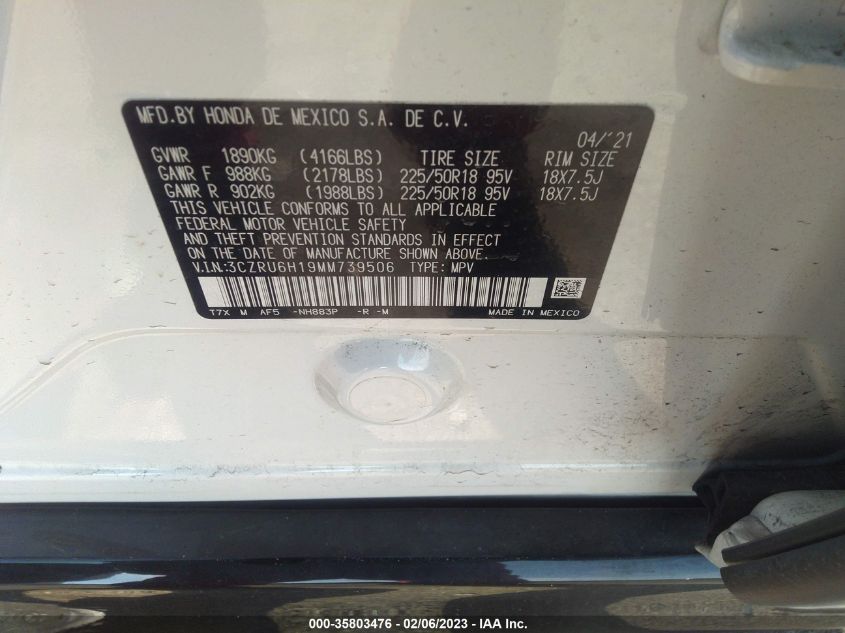 MFD.BY HONDA DE MEXICO S.A. DE C.V.
04/'21
GVWR 1890KG (4166LBS) TIRE SIZE RIM SIZE
GAWR F 988KG (2178LBS) 225/50R18 95V 18X7.5J
GAWR R 902KG (1988LBS) 225/50R18 95V 18X7.5J
THIS VEHICLE CONFORMS TO ALL APPLICABLE
FEDERAL MOTOR VEHICLE SAFETY
AND THEFT PREVENTION STANDARDS IN EFFECT
ON THE DATE OF MANUFACTURE SHOWN ABOVE.
V.I.N:3CZRU6H19MM739506 TYPE: MPV
T7X M AF5 -NH883P -R -M MADE IN MEXICO
000-35803476 - 02/06/2023 - IAA Inc.